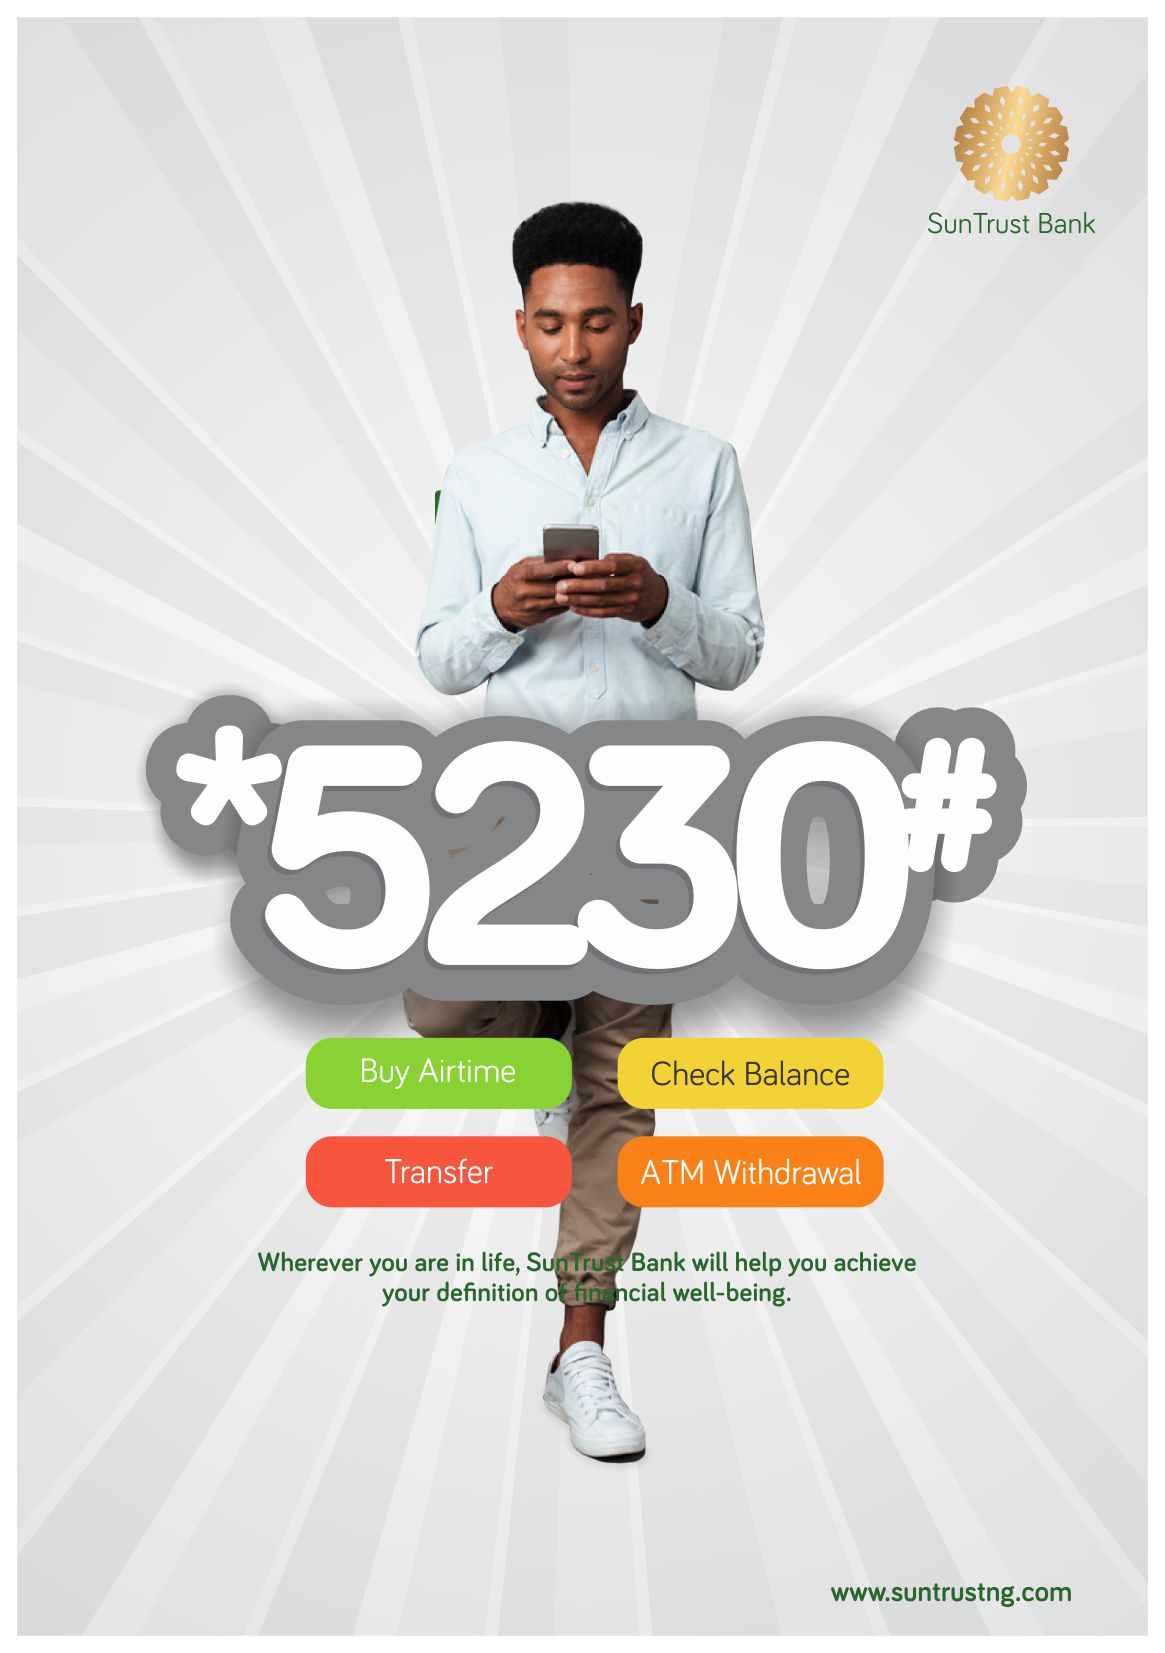 SunTrust Bank
*5230#
Buy Airtime
Check Balance
Transfer
ATM Withdrawal
Wherever you are in life, SunTrust Bank will help you achieve
your definition of financial well-being.
www.suntrustng.com